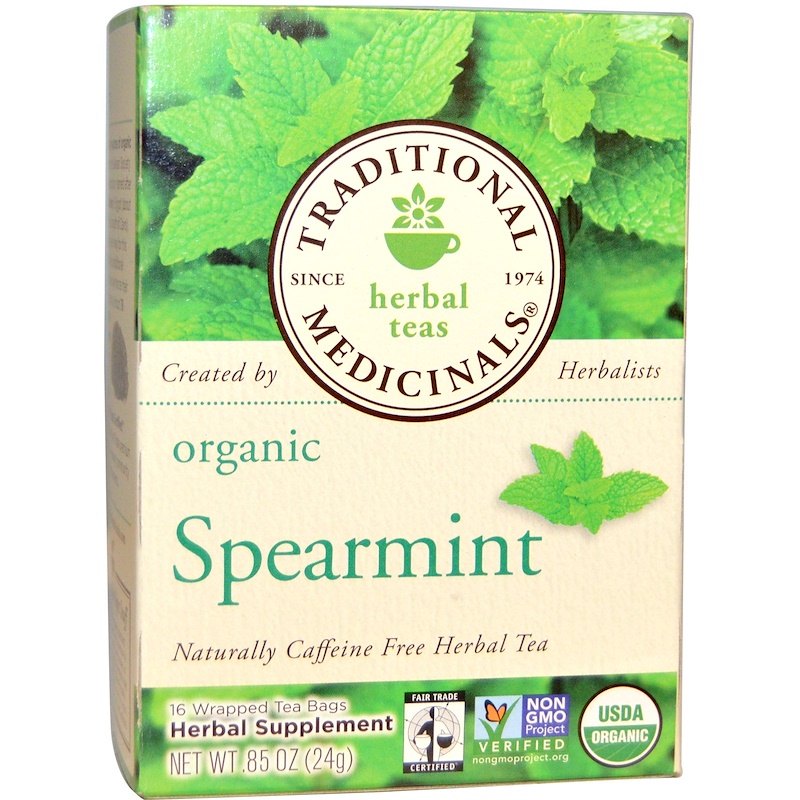 TRADITIONAL
SINCE 1974
herbal
teas
MEDICINALS®
Created by Herbalists
organic
Spearmint
Naturally Caffeine Free Herbal Tea
16 Wrapped Tea Bags
Herbal Supplement
NET WT .85 OZ (24g)
FAIR TRADE
CERTIFIED
NON
GMO
Project
VERIFIED
nongmoproject.org
USDA
ORGANIC